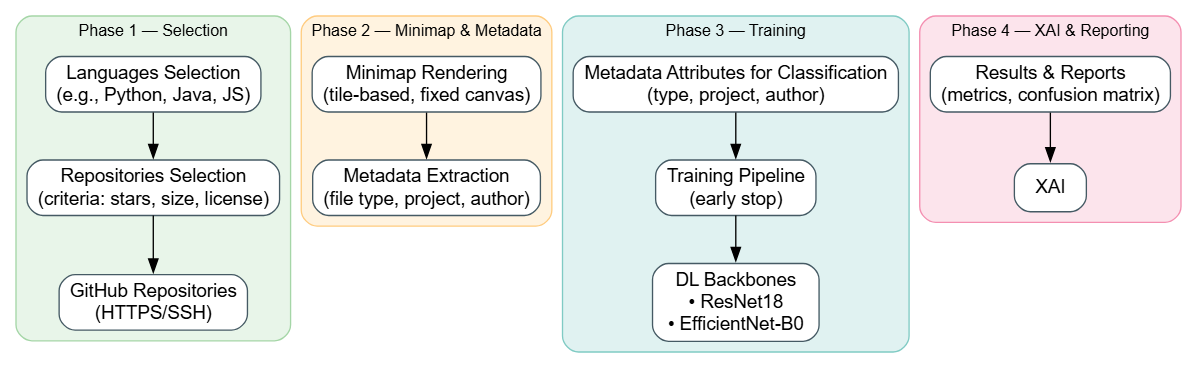 Phase 1 — Selection
Languages Selection
(e.g., Python, Java, JS)
Repositories Selection
(criteria: stars, size, license)
GitHub Repositories
(HTTPS/SSH)
Phase 2 — Minimap & Metadata
Minimap Rendering
(tile-based, fixed canvas)
Metadata Extraction
(file type, project, author)
Phase 3 — Training
Metadata Attributes for Classification
(type, project, author)
Training Pipeline
(early stop)
DL Backbones
• ResNet18
• EfficientNet-B0
Phase 4 — XAI & Reporting
Results & Reports
(metrics, confusion matrix)
XAI